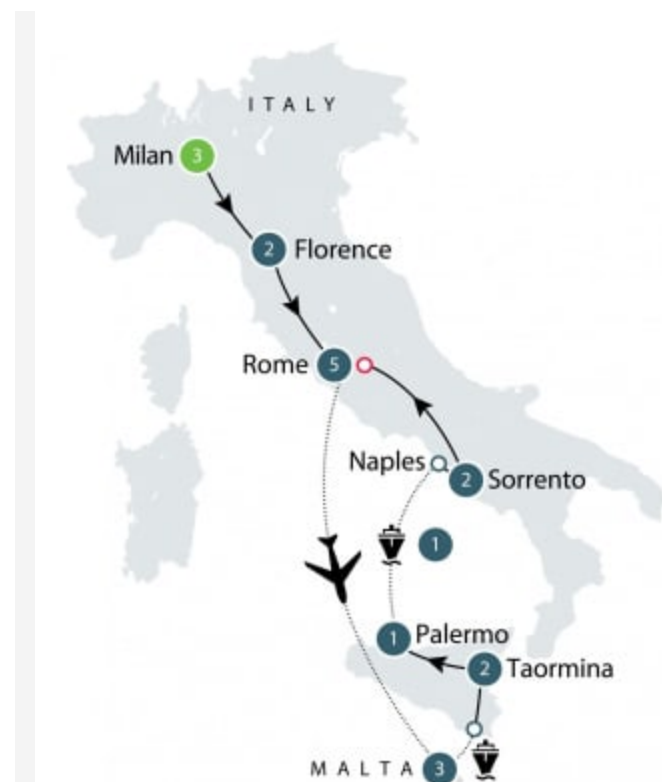 ITALY
Milan 3
2 Florence
Rome 5
Naples
2 Sorrento
1
1 Palermo
2 Taormina
MALTA 3